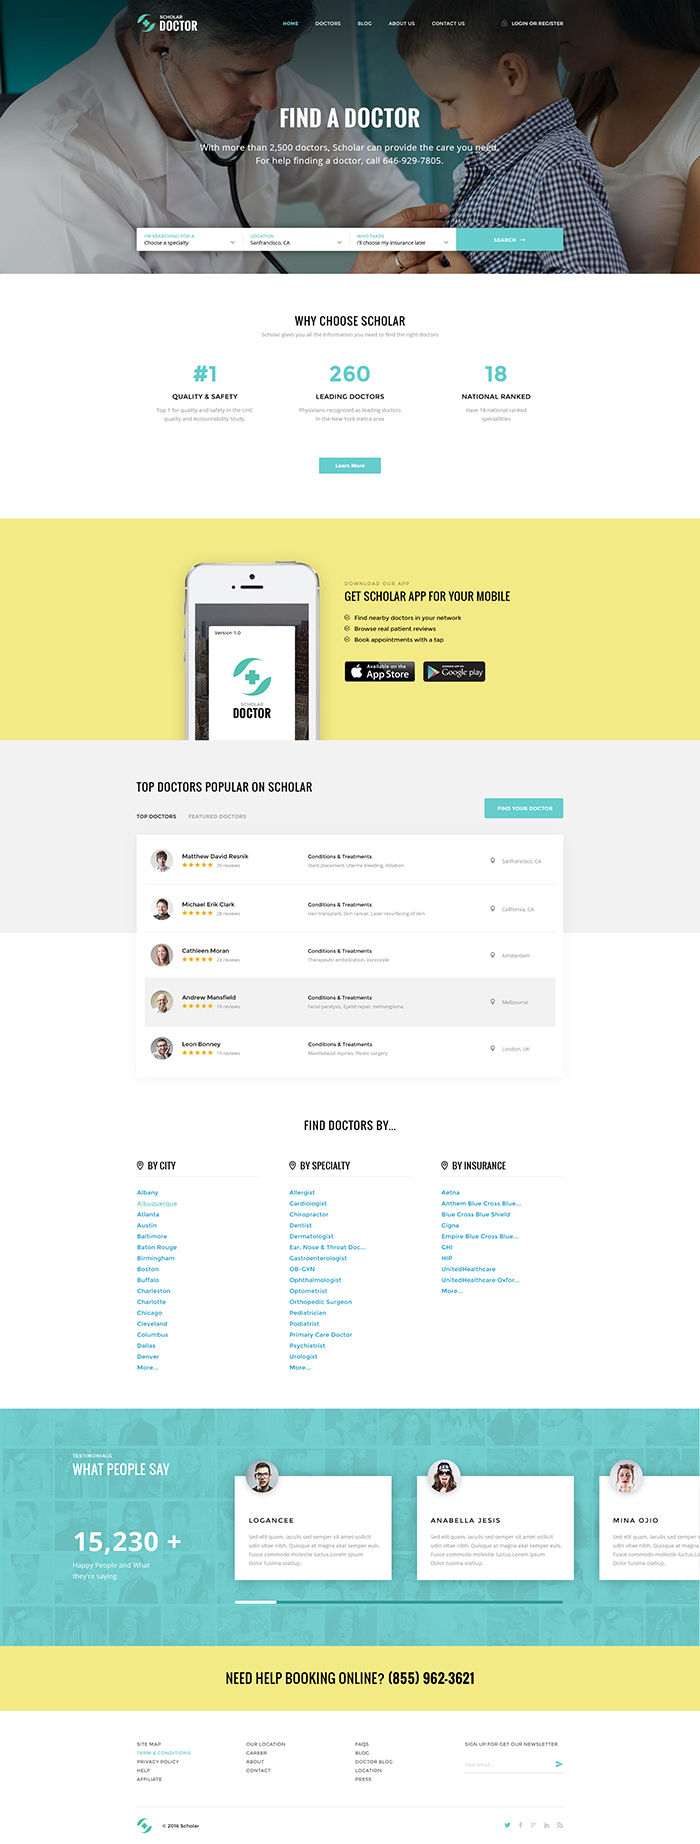 SCHOLAR
DOCTOR
HOME
DOCTORS
BLOG
ABOUT US
CONTACT US
LOGIN OR REGISTER
FIND A DOCTOR
With more than 2,500 doctors, Scholar can provide the care you need.
For help finding a doctor, call 646-929-7805.
I'M SEARCHING FOR A
Choose a specialty
LOCATION
Sanfrancisco, CA
WHO TAKES
I'll choose my insurance later
SEARCH
WHY CHOOSE SCHOLAR
Scholar gives you all the information you need to find the right doctors
#1
QUALITY & SAFETY
Top 1 for quality and safety in the UHC
quality and Accountability Study.
260
LEADING DOCTORS
Physicians recognized as leading doctors
in the New York metro area
18
NATIONAL RANKED
Have 18 national ranked
specialities
Learn More
Version 1.0
SCHOLAR
DOCTOR
DOWNLOAD OUR APP
GET SCHOLAR APP FOR YOUR MOBILE
Find nearby doctors in your network
Browse real patient reviews
Book appointments with a tap
Available on the
App Store
ANDROID APP ON
Google play
TOP DOCTORS POPULAR ON SCHOLAR
TOP DOCTORS
FEATURED DOCTORS
FIND YOUR DOCTOR
Matthew David Resnik
35 reviews
Conditions & Treatments
Stent placement, Uterine bleeding, Ablation
Sanfrancisco, CA
Michael Erik Clark
28 reviews
Conditions & Treatments
Hair transplant, Skin cancer, Laser resurfacing of skin
California, CA
Cathleen Moran
23 reviews
Conditions & Treatments
Therapeutic embolization, Varicocele
Amsterdam
Andrew Mansfield
19 reviews
Conditions & Treatments
Facial paralysis, Eyelid repair, Hemangioma
Melbourne
Leon Bonney
15 reviews
Conditions & Treatments
Maxillofacial injuries, Plastic surgery
London, UK
FIND DOCTORS BY...
BY CITY
Albany
Albuquerque
Atlanta
Austin
Baltimore
Baton Rouge
Birmingham
Boston
Buffalo
Charleston
Charlotte
Chicago
Cleveland
Columbus
Dallas
Denver
More...
BY SPECIALTY
Allergist
Cardiologist
Chiropractor
Dentist
Dermatologist
Ear, Nose & Throat Doc...
Gastroenterologist
OB-GYN
Ophthalmologist
Optometrist
Orthopedic Surgeon
Pediatrician
Podiatrist
Primary Care Doctor
Psychiatrist
Urologist
More...
BY INSURANCE
Aetna
Anthem Blue Cross Blue...
Blue Cross Blue Shield
Cigna
Empire Blue Cross Blue...
GHI
HIP
UnitedHealthcare
UnitedHealthcare Oxfor...
More...
TESTIMONIALS
WHAT PEOPLE SAY
15,230 +
Happy People and What
they're saying
LOGANCEE
Sed elit quam, iaculis sed semper sit amet sollicit
udin vitae nibh. Quisque at magna akal semper euis.
Fusce commodo molestie luctus.Lorem ipsum
Dolor tusima olatiup.
ANABELLA JESIS
Sed elit quam, iaculis sed semper sit amet sollicit
udin vitae nibh. Quisque at magna akal semper euis.
Fusce commodo molestie luctus.Lorem ipsum
Dolor tusima olatiup.
MINA OJIO
Sed elit quam, iaculis sed
udin vitae nibh. Quisque
Fusce commodo molestie
Dolor tusima olatiup.
NEED HELP BOOKING ONLINE? (855) 962-3621
SITE MAP
TERM & CONDITIONS
PRIVACY POLICY
HELP
AFFILIATE
OUR LOCATION
CAREER
ABOUT
CONTACT
FAQS
BLOG
DOCTOR BLOG
LOCATION
PRESS
SIGN UP FOR GET OUR NEWSLETTER
Your email...
© 2016 Scholar